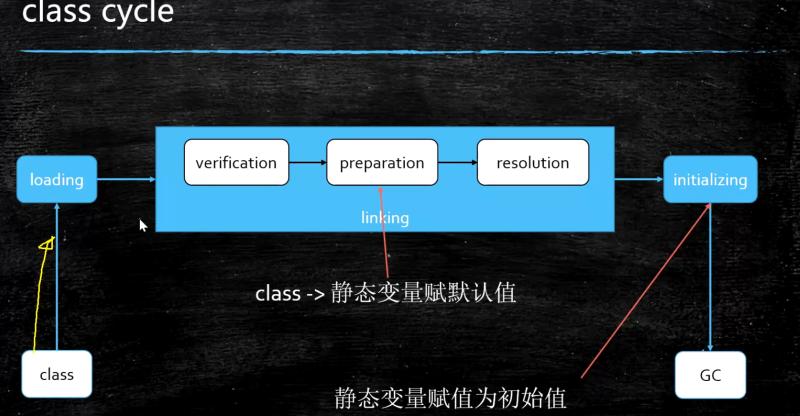 class cycle
verification
preparation
resolution
loading
initializing
linking
class -> 静态变量赋默认值
class
GC
静态变量赋值为初始值